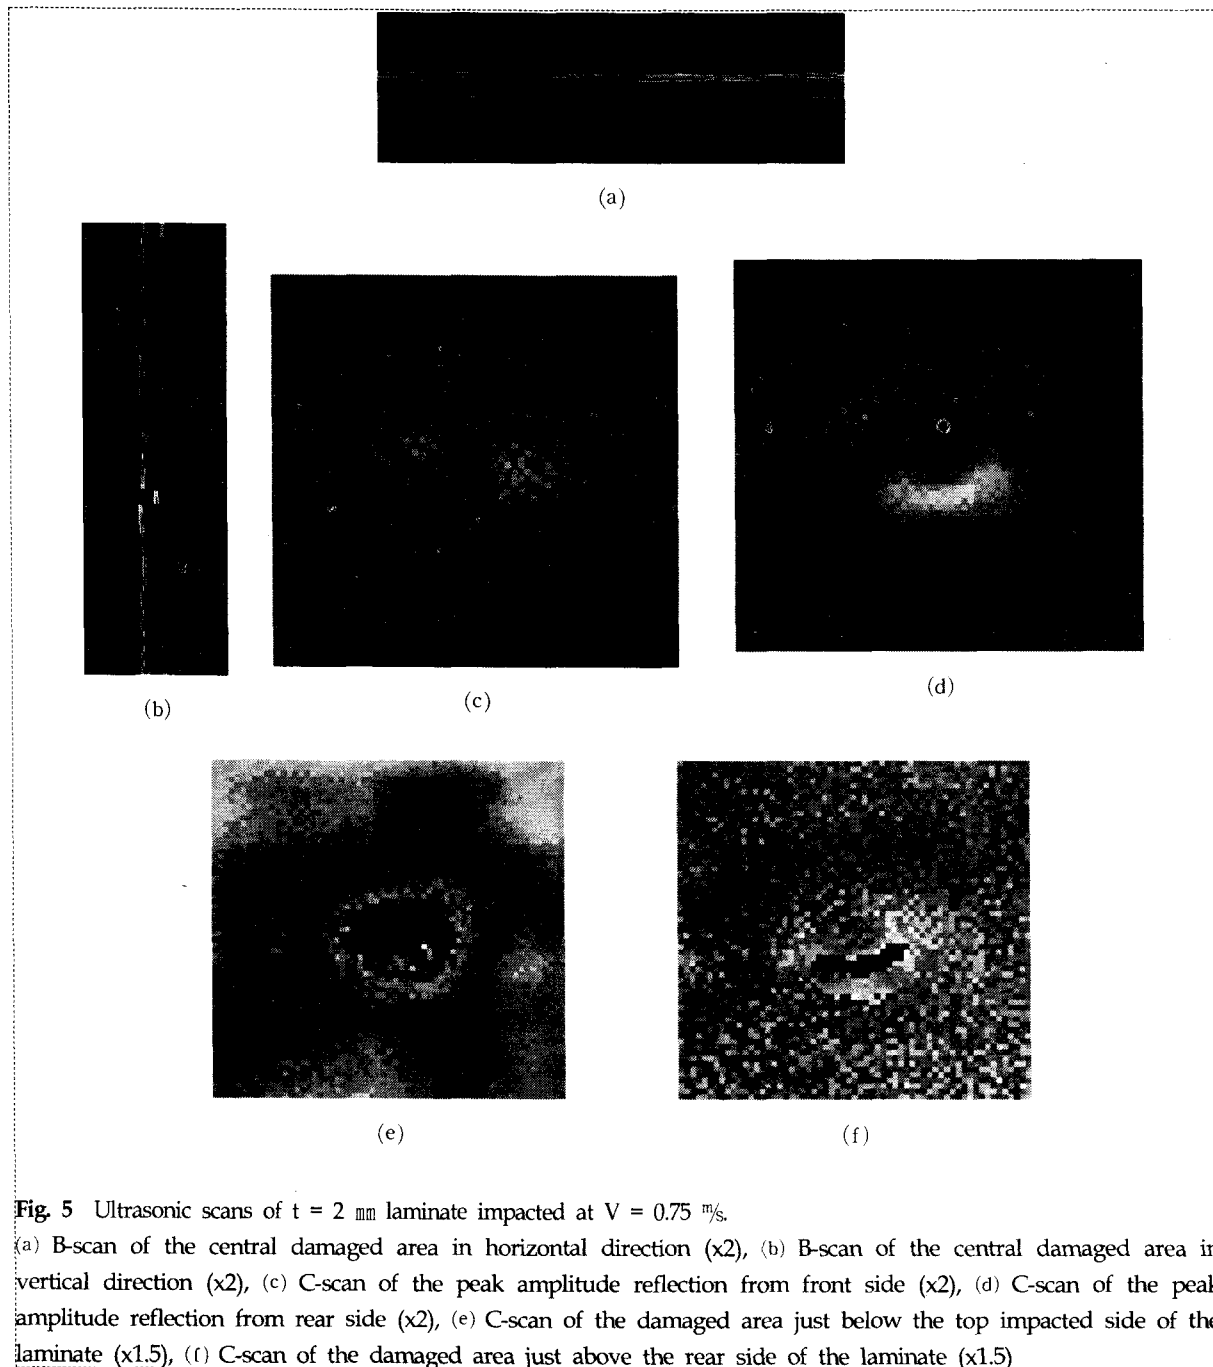 (a)
(b)
(c)
(d)
(e)
(f)
Fig. 5 Ultrasonic scans of t = 2 ㎜ laminate impacted at V = 0.75 ㎧.
(a) B-scan of the central damaged area in horizontal direction (x2), (b) B-scan of the central damaged area in
vertical direction (x2), (c) C-scan of the peak amplitude reflection from front side (x2), (d) C-scan of the peak
amplitude reflection from rear side (x2), (e) C-scan of the damaged area just below the top impacted side of the
laminate (x1.5), (f) C-scan of the damaged area just above the rear side of the laminate (x1.5)